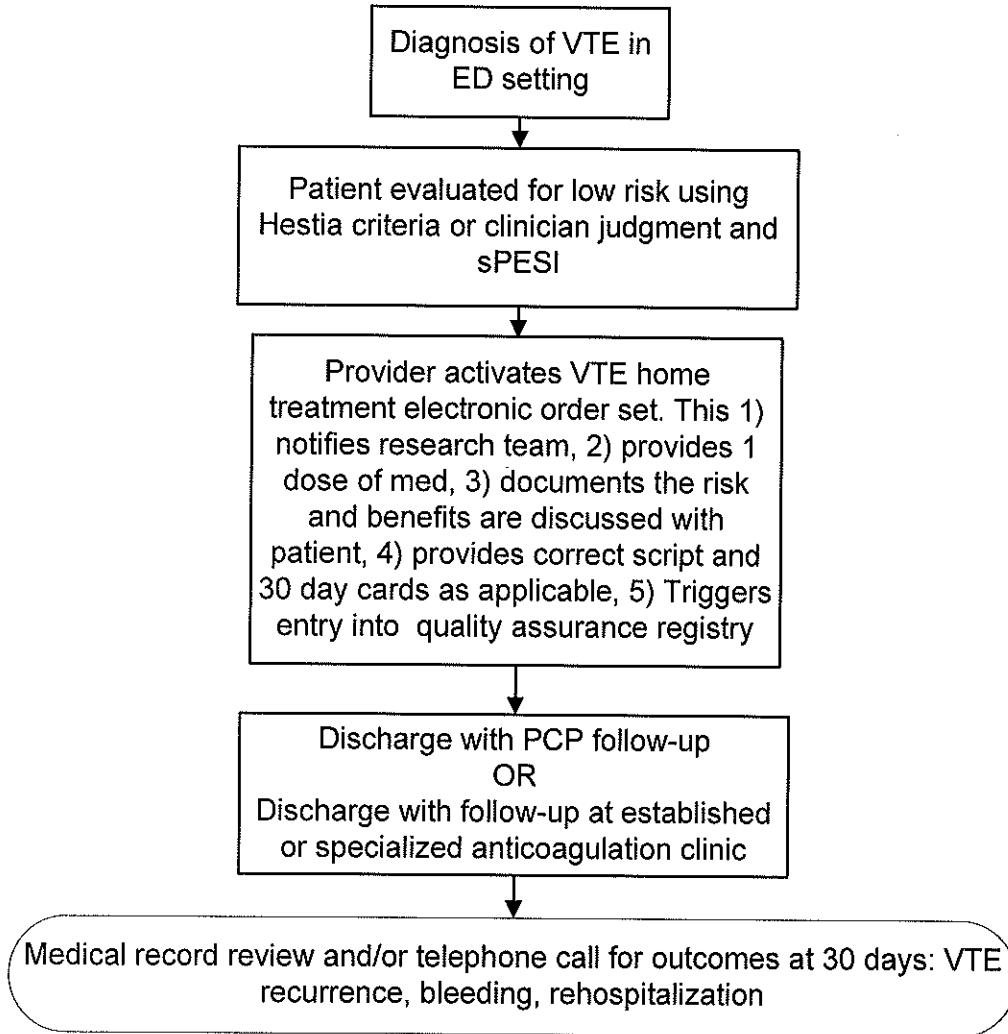 Diagnosis of VTE in
ED setting
Patient evaluated for low risk using
Hestia criteria or clinician judgment and
sPESI
Provider activates VTE home
treatment electronic order set. This 1)
notifies research team, 2) provides 1
dose of med, 3) documents the risk
and benefits are discussed with
patient, 4) provides correct script and
30 day cards as applicable, 5) Triggers
entry into quality assurance registry
Discharge with PCP follow-up
OR
Discharge with follow-up at established
or specialized anticoagulation clinic
Medical record review and/or telephone call for outcomes at 30 days: VTE
recurrence, bleeding, rehospitalization